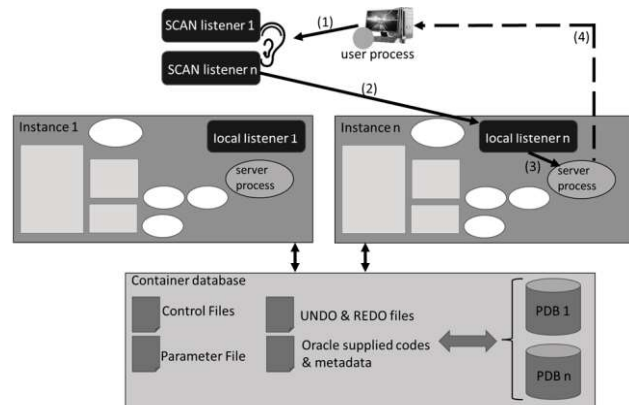 SCAN listener 1
(1)
(4)
user process
SCAN listener n
(2)
Instance 1
local listener 1
server
process
Instance n
local listener n
(3)
server
process
Container database
Control Files
UNDO & REDO files
PDB 1
Parameter File
Oracle supplied codes
& metadata
PDB n